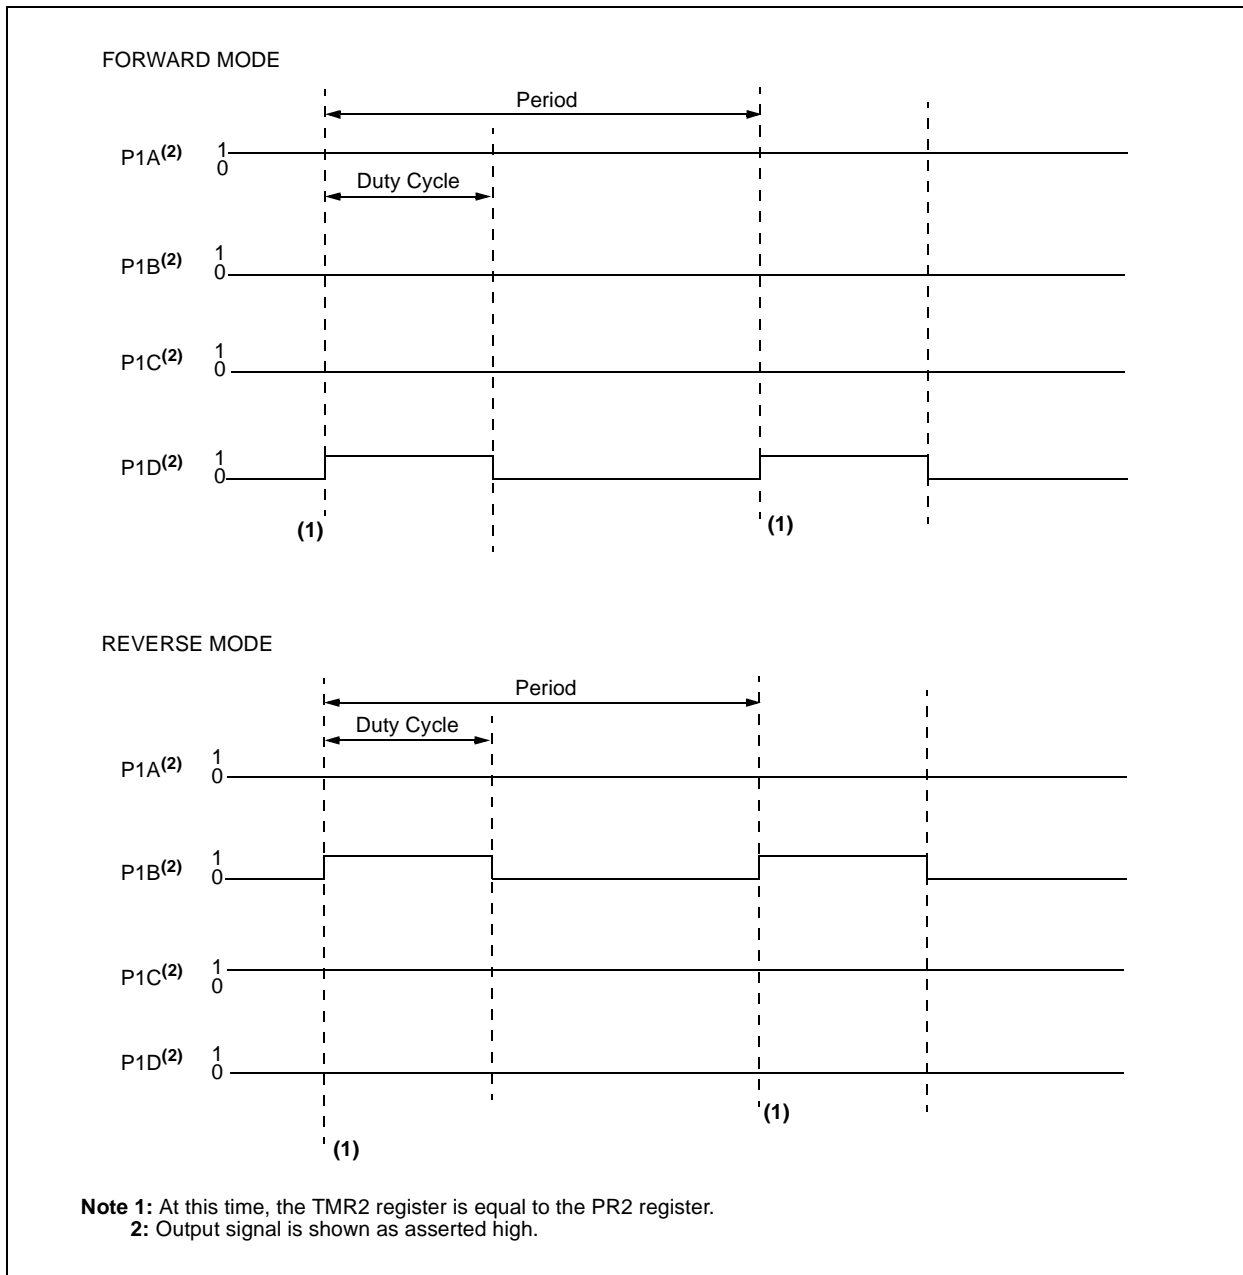 FORWARD MODE
Period
P1A(2) 1
0
Duty Cycle
P1B(2) 1
0
P1C(2) 1
0
P1D(2) 1
0
(1) (1)
REVERSE MODE
Period
Duty Cycle
P1A(2) 1
0
P1B(2) 1
0
P1C(2) 1
0
P1D(2) 1
0
(1)
(1)
Note 1: At this time, the TMR2 register is equal to the PR2 register.
2: Output signal is shown as asserted high.